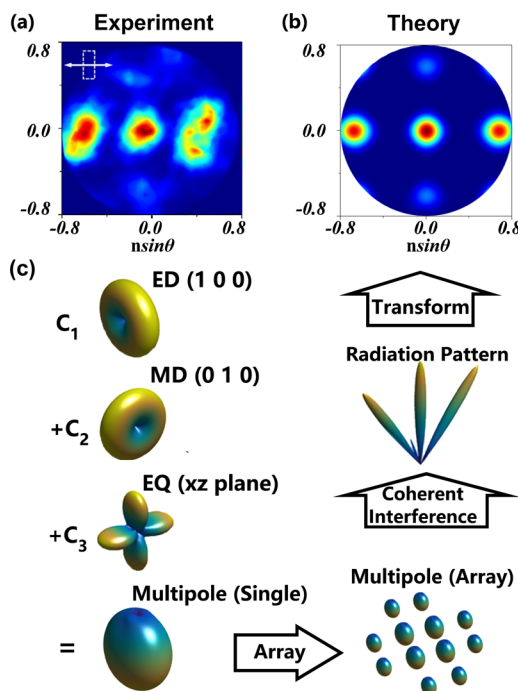 (a) Experiment
0.8
0.0
-0.8
-0.8 0.0 0.8
nsinθ
(b) Theory
0.8
0.0
-0.8
-0.8 0.0 0.8
nsinθ
(c)
ED (1 0 0)
C1
MD (0 1 0)
+C2
EQ (xz plane)
+C3
Multipole (Single)
=
Array
Transform
Radiation Pattern
Coherent
Interference
Multipole (Array)